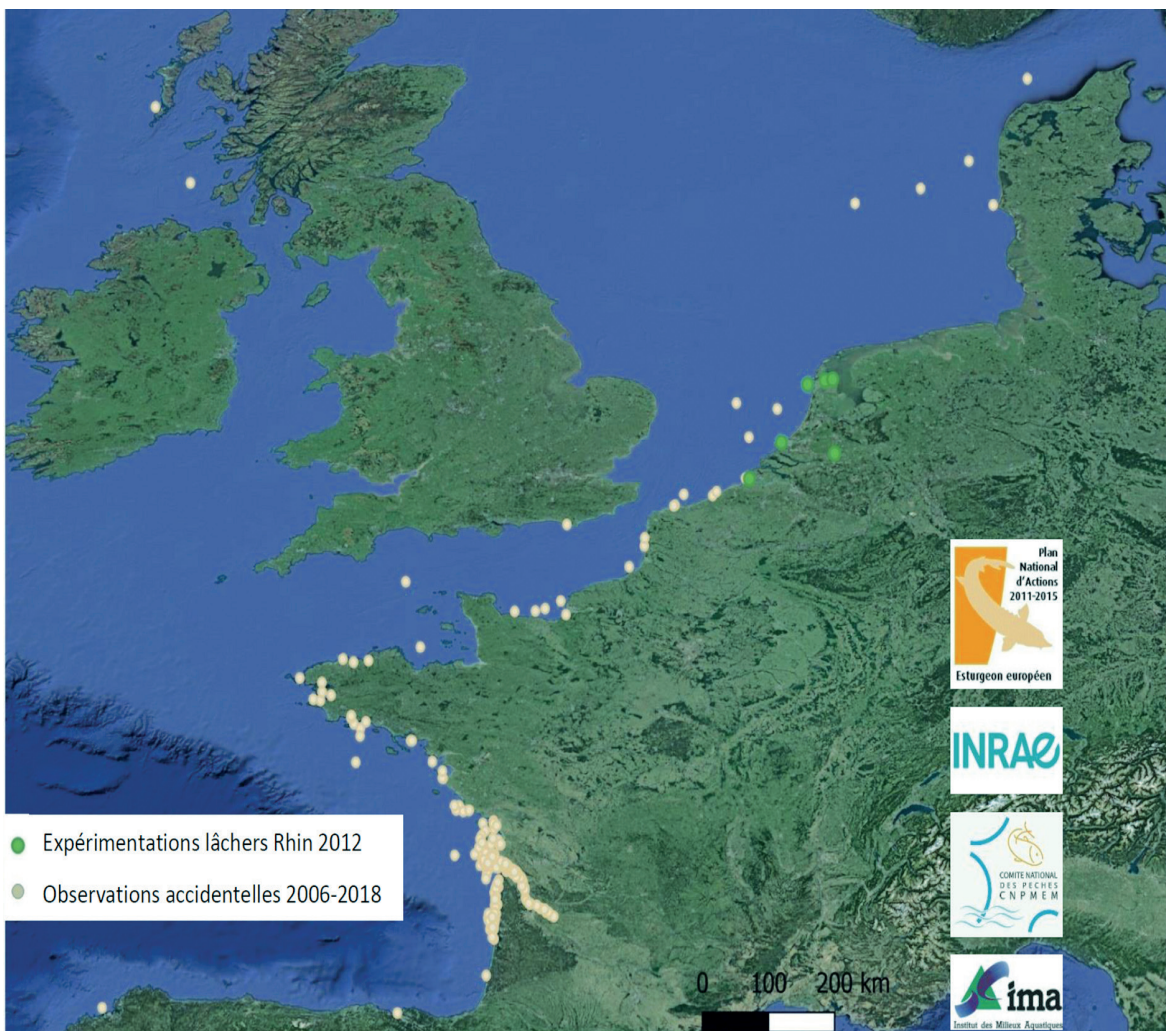 Plan
National
d'Actions
2011-2015
Esturgeon européen
INRAE
Expérimentations lâchers Rhin 2012
Observations accidentelles 2006-2018
COMITE NATIONAL
DES PECHES
CNPMEM
0 100 200 km
ima
Institut des Milieux Aquatiques